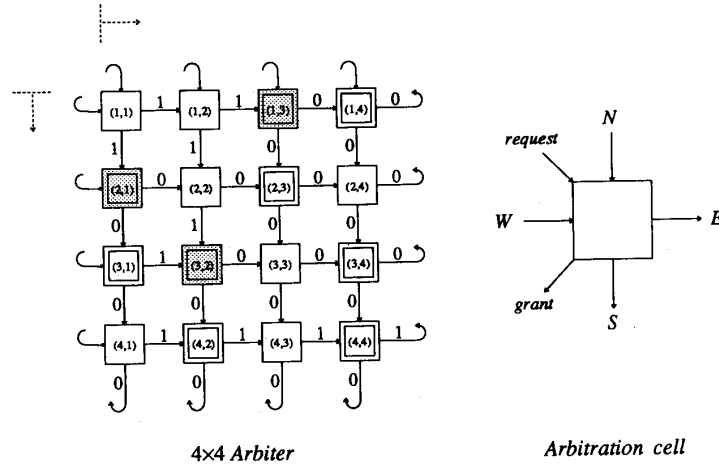 (1,1) 1 (1,2) 1 (1,3) 0 (1,4) 0
1 1 0 0
(2,1) 0 (2,2) 0 (2,3) 0 (2,4) 0
0 1 0 0
(3,1) 1 (3,2) 0 (3,3) 0 (3,4) 0
0 0 0 0
(4,1) 1 (4,2) 1 (4,3) 1 (4,4) 1
0 0 0 0
4×4 Arbiter
request
N
W
E
grant
S
Arbitration cell